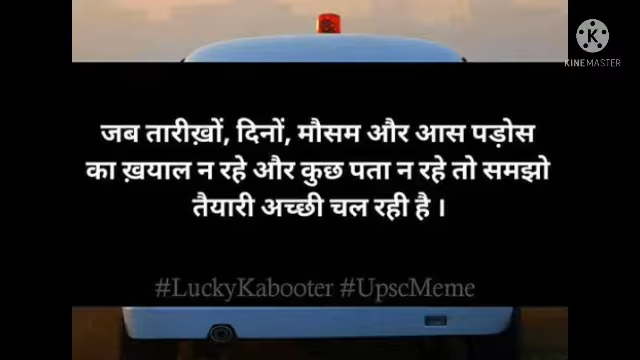 KINEMASTER
जब तारीख़ों, दिनों, मौसम और आस पड़ोस
का ख़याल न रहे और कुछ पता न रहे तो समझो
तैयारी अच्छी चल रही है ।
#LuckyKabooter #UpscMeme